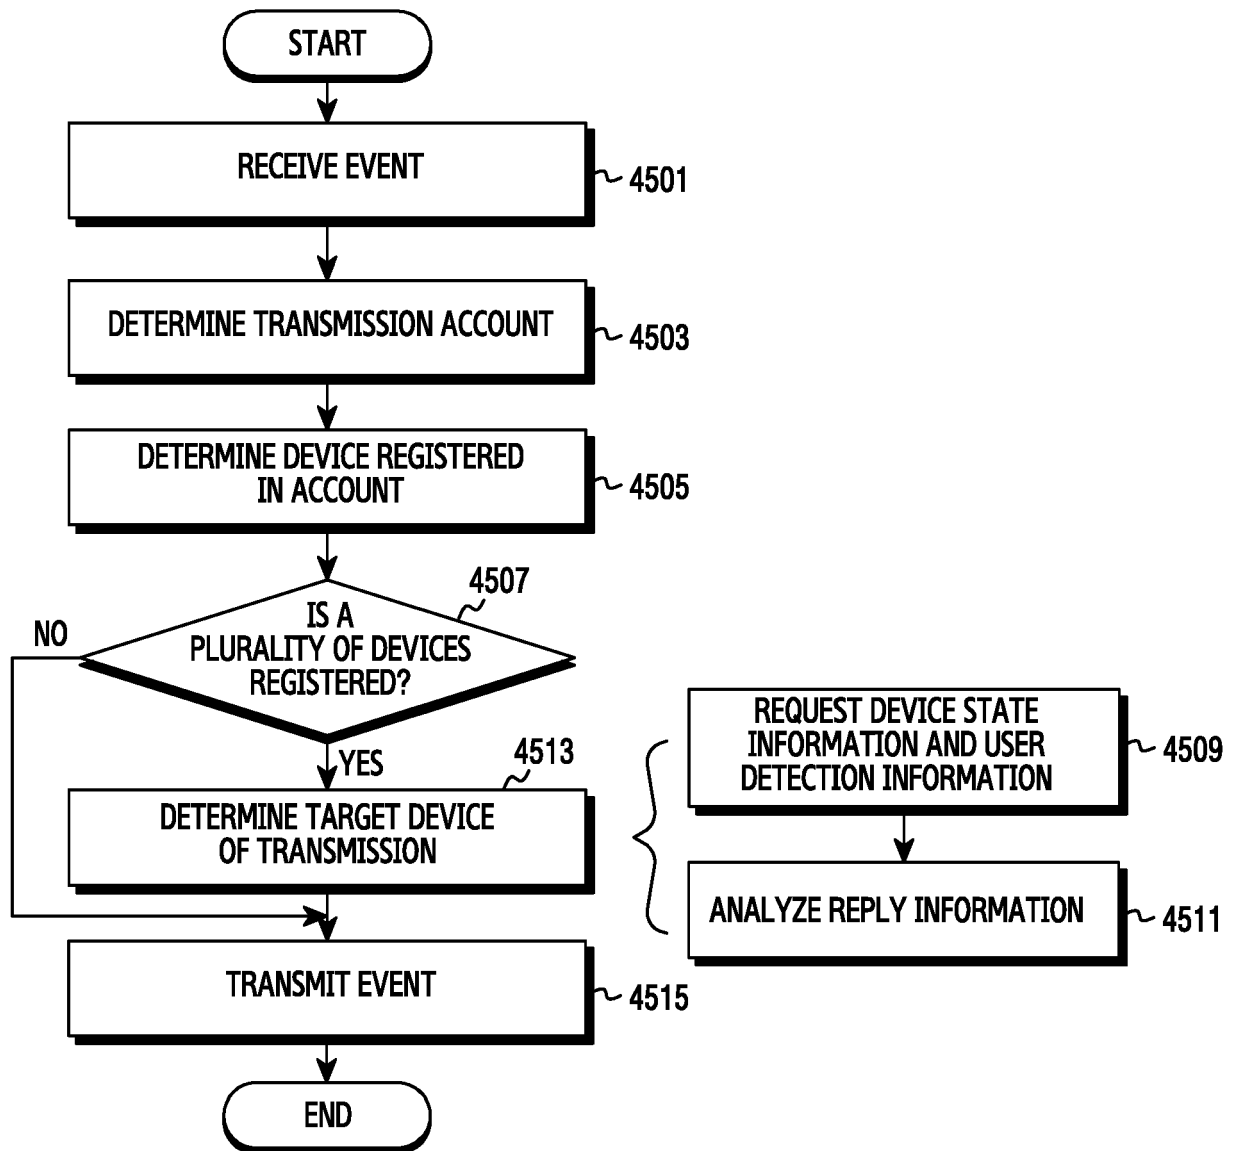 START
RECEIVE EVENT
4501
DETERMINE TRANSMISSION ACCOUNT
4503
DETERMINE DEVICE REGISTERED
IN ACCOUNT
4505
4507
IS A
PLURALITY OF DEVICES
REGISTERED?
NO
YES
4513
DETERMINE TARGET DEVICE
OF TRANSMISSION
REQUEST DEVICE STATE
INFORMATION AND USER
DETECTION INFORMATION
4509
ANALYZE REPLY INFORMATION
4511
TRANSMIT EVENT
4515
END